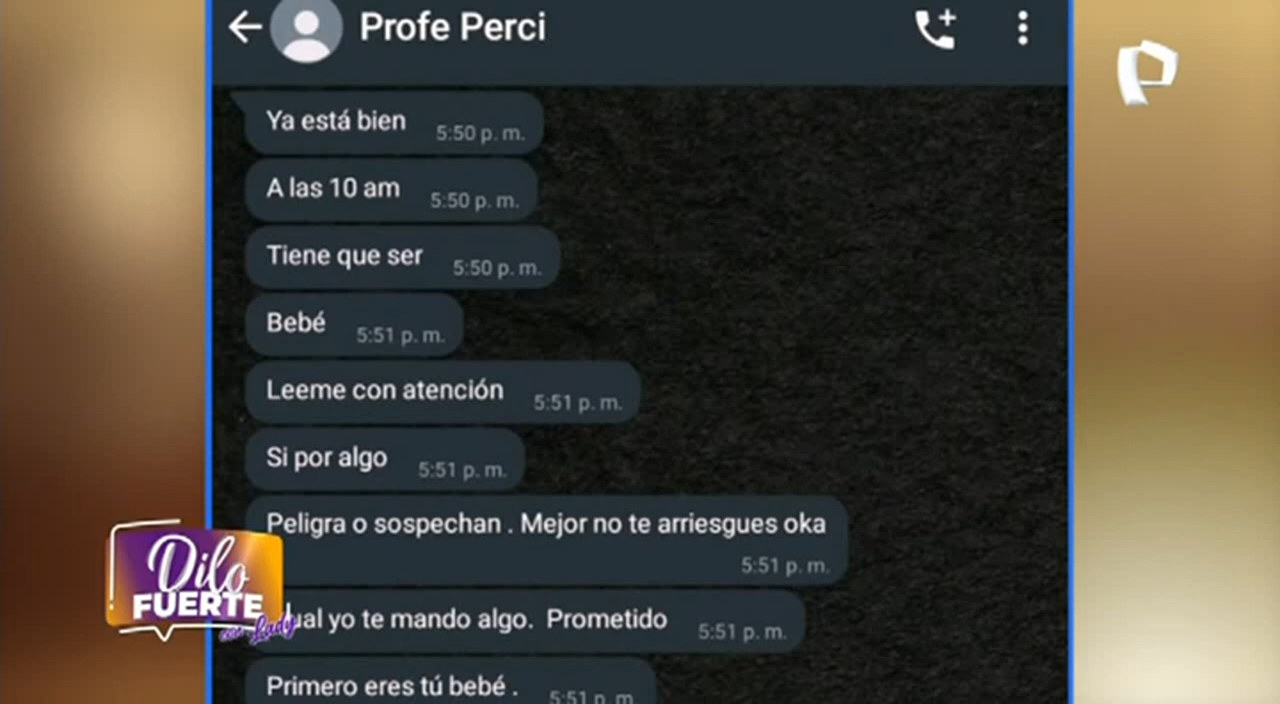 Profe Perci
Ya está bien 5:50 p. m.
A las 10 am 5:50 p. m.
Tiene que ser 5:50 p. m.
Bebé 5:51 p. m.
Leeme con atención 5:51 p. m.
Si por algo 5:51 p. m.
Peligra o sospechan . Mejor no te arriesgues oka
5:51 p. m.
yo te mando algo. Prometido 5:51 p. m.
Primero eres tú bebé . 5:51 p. m.
Dilo
FUERTE
con Lady